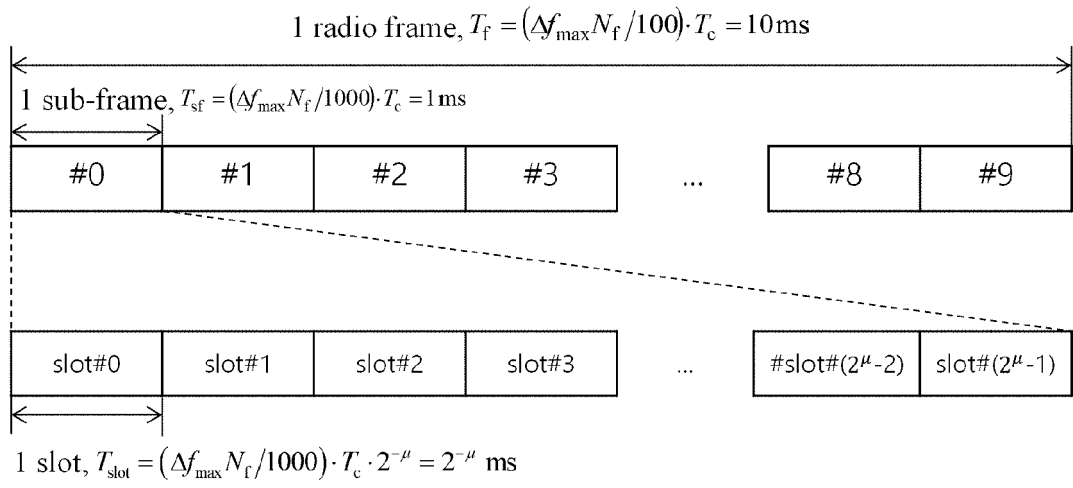 1 radio frame, T_f = (Δf_max N_f /100)·T_c = 10 ms
1 sub-frame, T_sf = (Δf_max N_f /1000)·T_c = 1 ms
#0 #1 #2 #3 ... #8 #9
slot#0 slot#1 slot#2 slot#3 ... #slot#(2^μ-2) slot#(2^μ-1)
1 slot, T_slot = (Δf_max N_f /1000)·T_c·2^-μ = 2^-μ ms